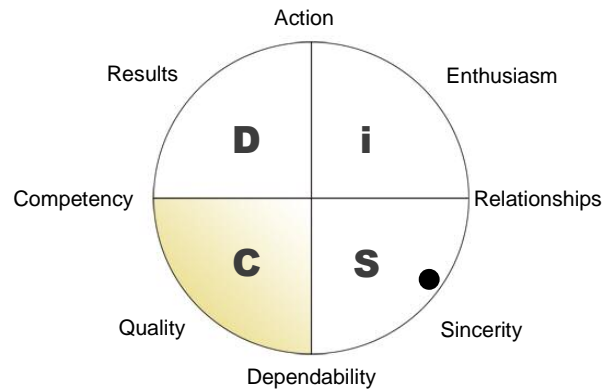 Action
Results
Enthusiasm
D
i
Competency
Relationships
C
S
Quality
Sincerity
Dependability